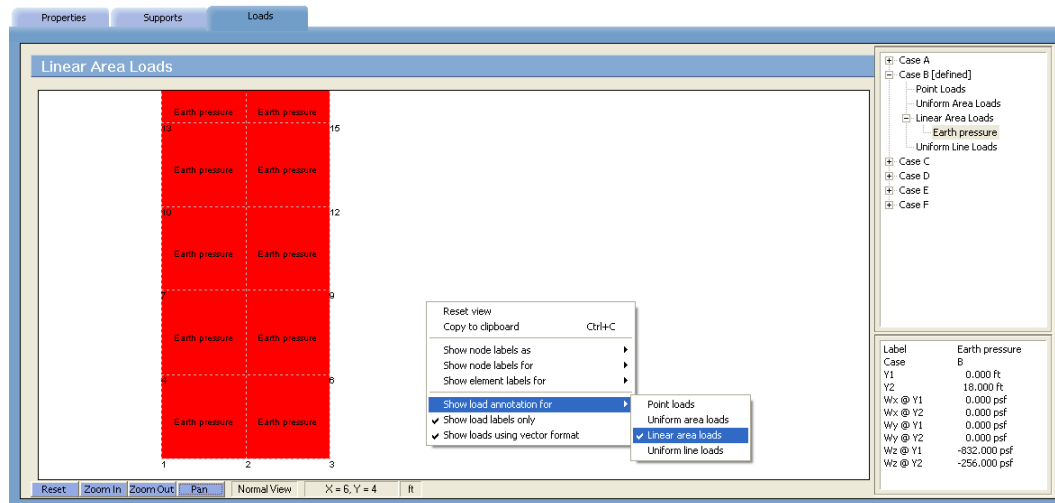 Properties Supports Loads
Linear Area Loads
Earth pressure Earth pressure
13 15
Earth pressure Earth pressure
10 12
Earth pressure Earth pressure
7 9
Earth pressure Earth pressure
4 6
Earth pressure Earth pressure
1 2 3
Reset view
Copy to clipboard Ctrl+C
Show node labels as
Show node labels for
Show element labels for
Show load annotation for
Show load labels only
Show loads using vector format
Point loads
Uniform area loads
Linear area loads
Uniform line loads
Reset Zoom In Zoom Out Pan Normal View X = 6, Y = 4 ft
Case A
Case B [defined]
Point Loads
Uniform Area Loads
Linear Area Loads
Earth pressure
Uniform Line Loads
Case C
Case D
Case E
Case F
Label Earth pressure
Case B
Y1 0.000 ft
Y2 18.000 ft
Wx @ Y1 0.000 psf
Wx @ Y2 0.000 psf
Wy @ Y1 0.000 psf
Wy @ Y2 0.000 psf
Wz @ Y1 -832.000 psf
Wz @ Y2 -256.000 psf